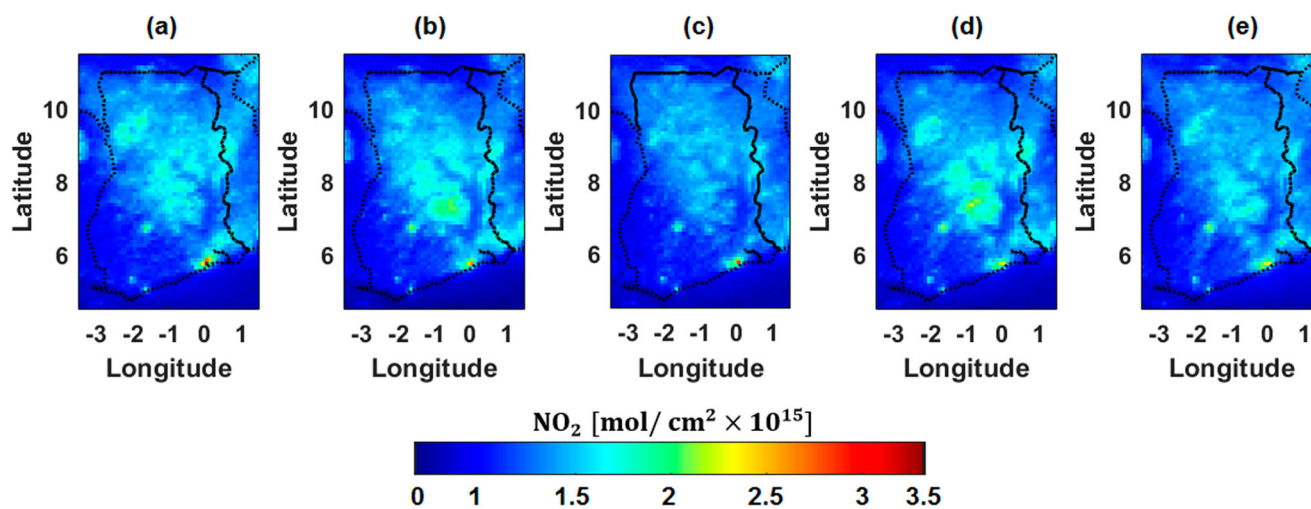 (a) (b) (c) (d) (e)
10 10 10 10 10
8 8 8 8 8
6 6 6 6 6
Latitude Latitude Latitude Latitude Latitude
-3 -2 -1 0 1 -3 -2 -1 0 1 -3 -2 -1 0 1 -3 -2 -1 0 1 -3 -2 -1 0 1
Longitude Longitude Longitude Longitude Longitude
NO₂ [mol/ cm² × 10¹⁵]
0 1 1.5 2 2.5 3 3.5